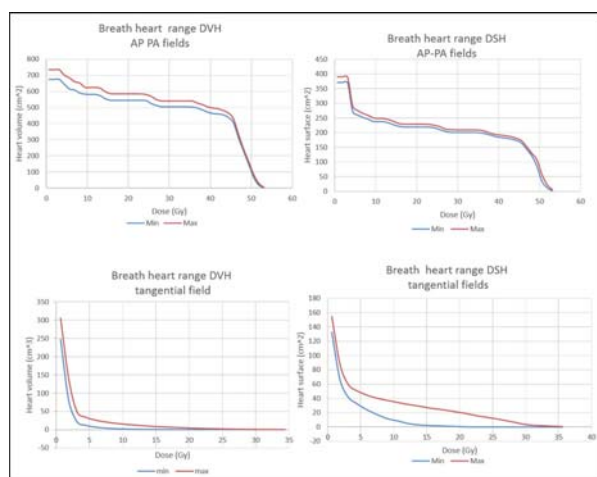 Breath heart range DVH
AP PA fields
Heart volume (cm^2)
800
700
600
500
400
300
200
100
0
0 10 20 30 40 50 60
Dose (Gy)
Min Max
Breath heart range DSH
AP-PA fields
Heart surface (cm^2)
450
400
350
300
250
200
150
100
50
0
0 10 20 30 40 50 60
Dose (Gy)
Min Max
Breath heart range DVH
tangential field
Heart volume (cm^3)
350
300
250
200
150
100
50
0
-50
0 5 10 15 20 25 30 35
Dose (Gy)
min max
Breath heart range DSH
tangential fields
Heart surface (cm^2)
180
160
140
120
100
80
60
40
20
0
-20
0 5 10 15 20 25 30 35 40
Dose (Gy)
Min Max